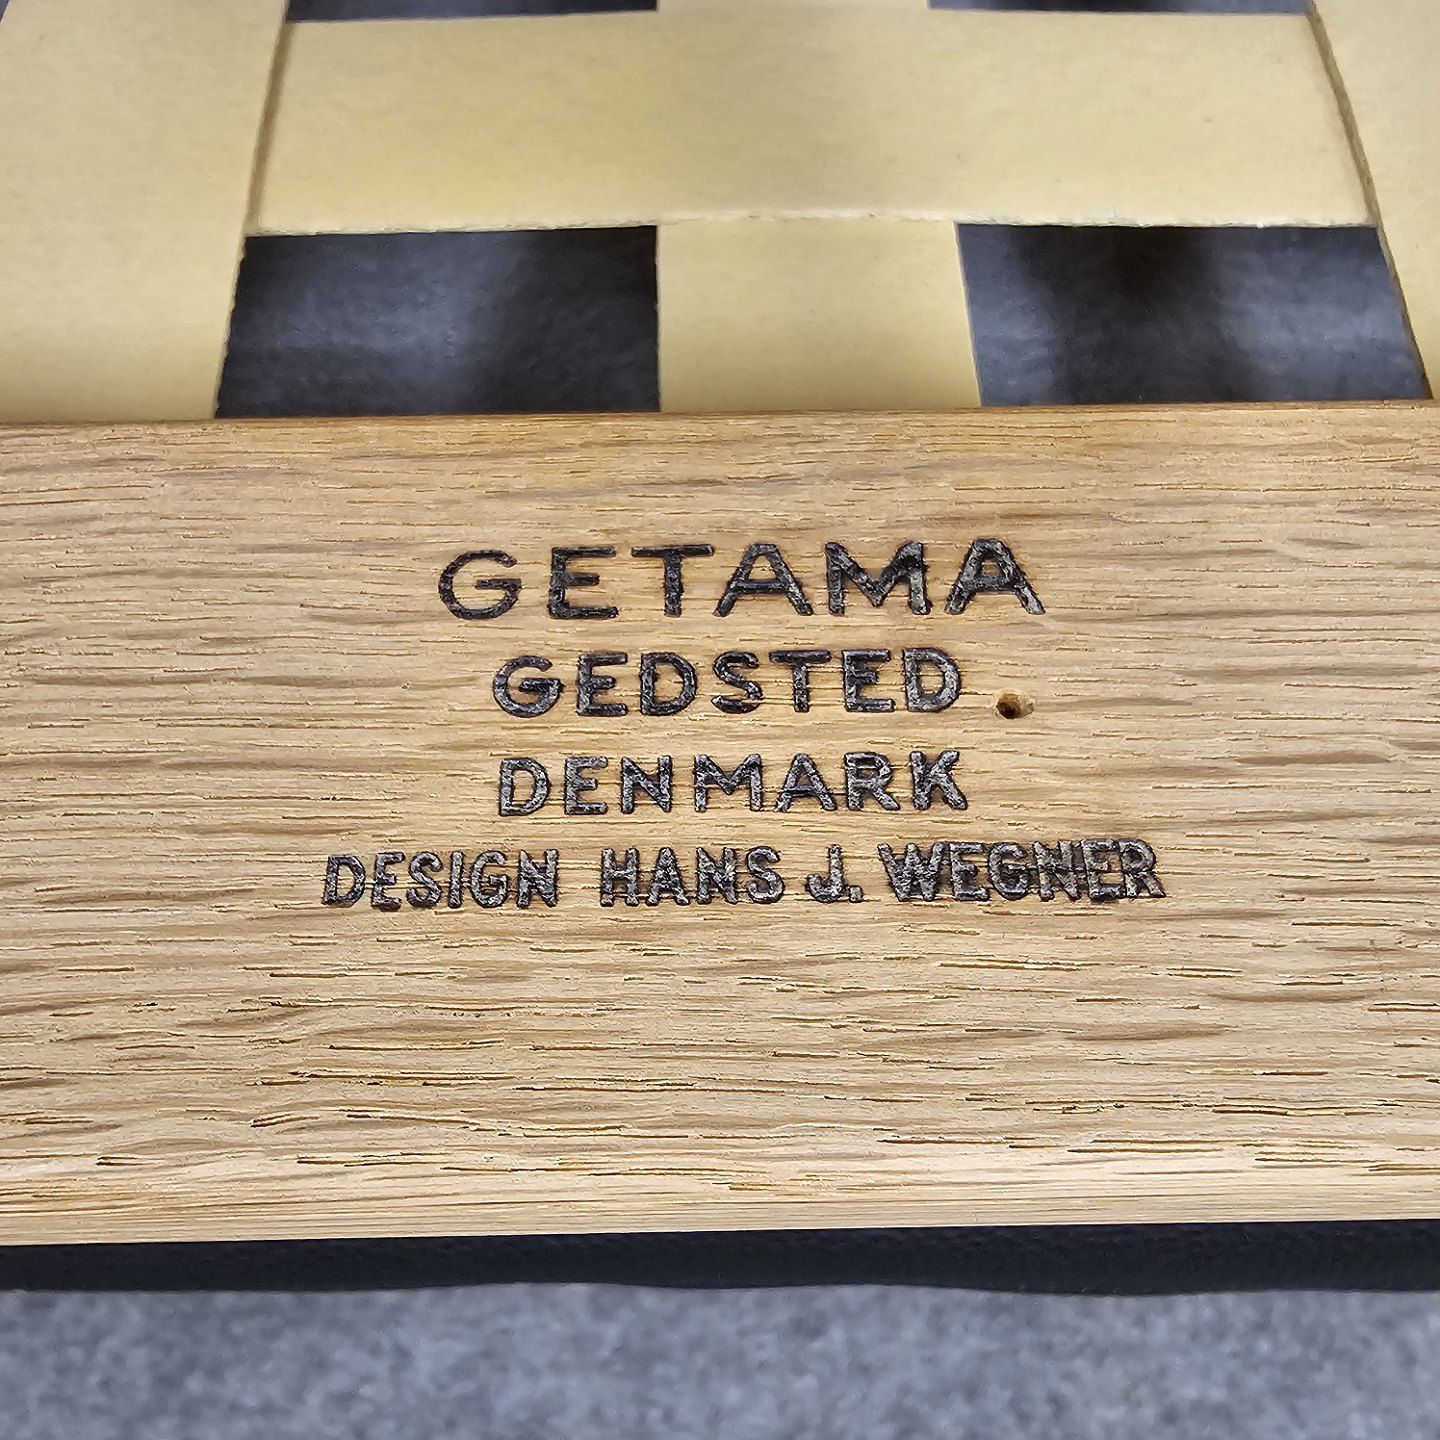 GETAMA
GEDSTED
DENMARK
DESIGN HANS J. WEGNER